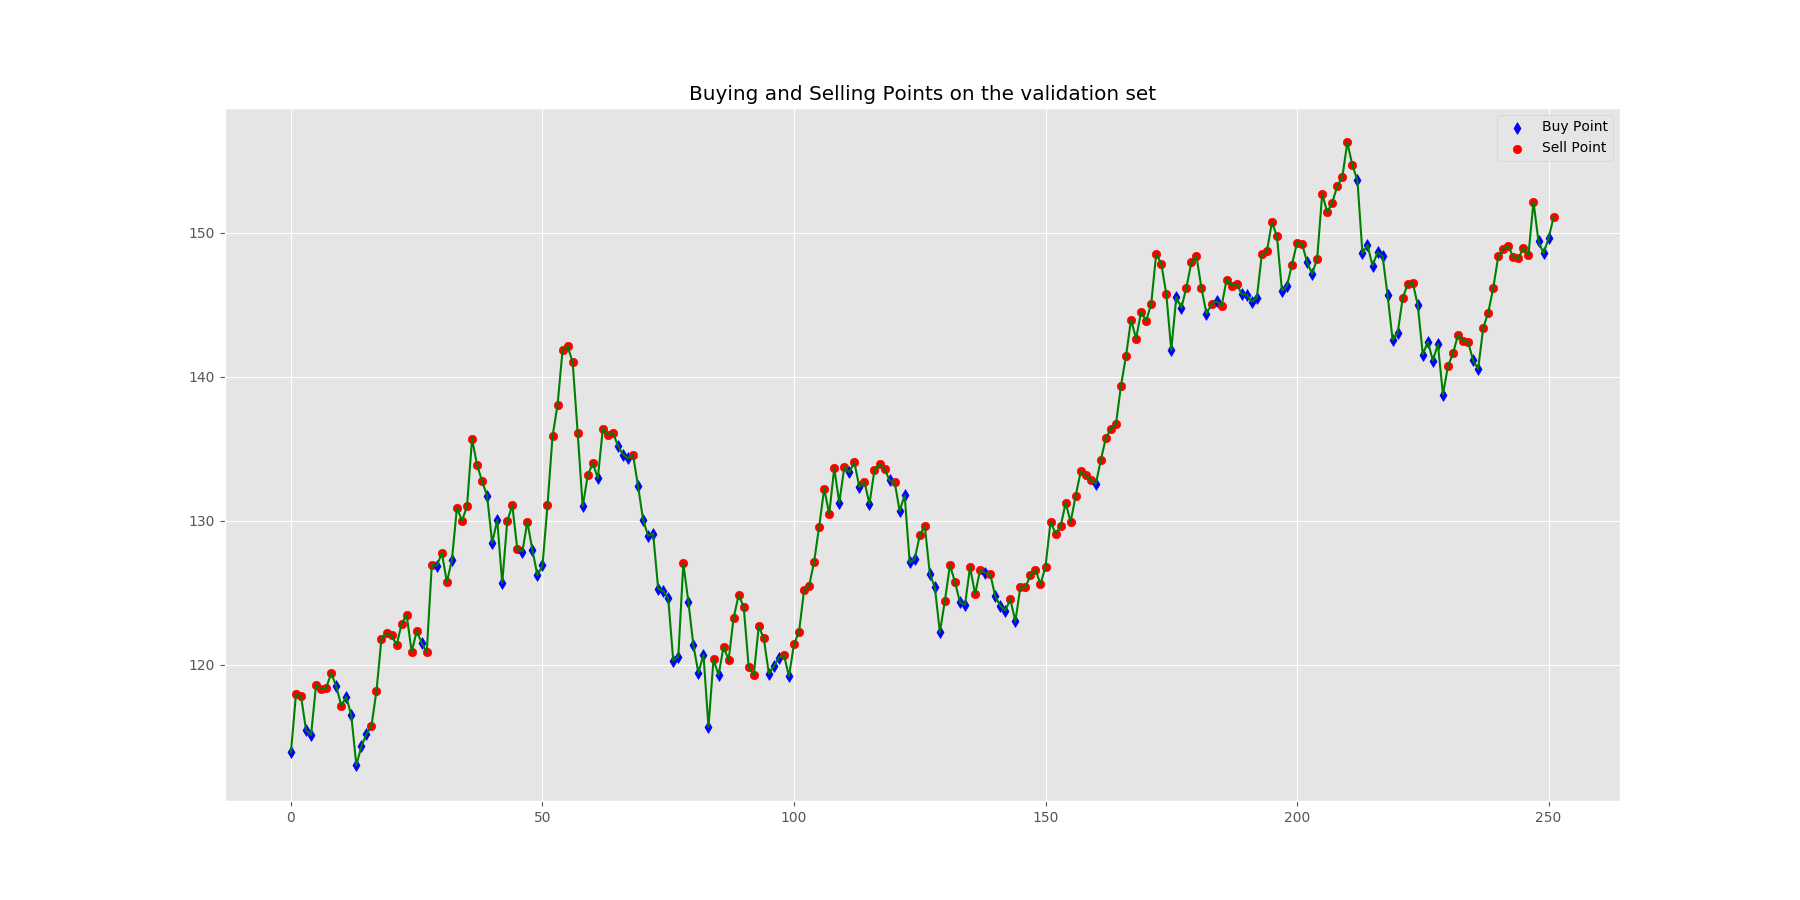 Buying and Selling Points on the validation set
Buy Point
Sell Point
150
140
130
120
0 50 100 150 200 250